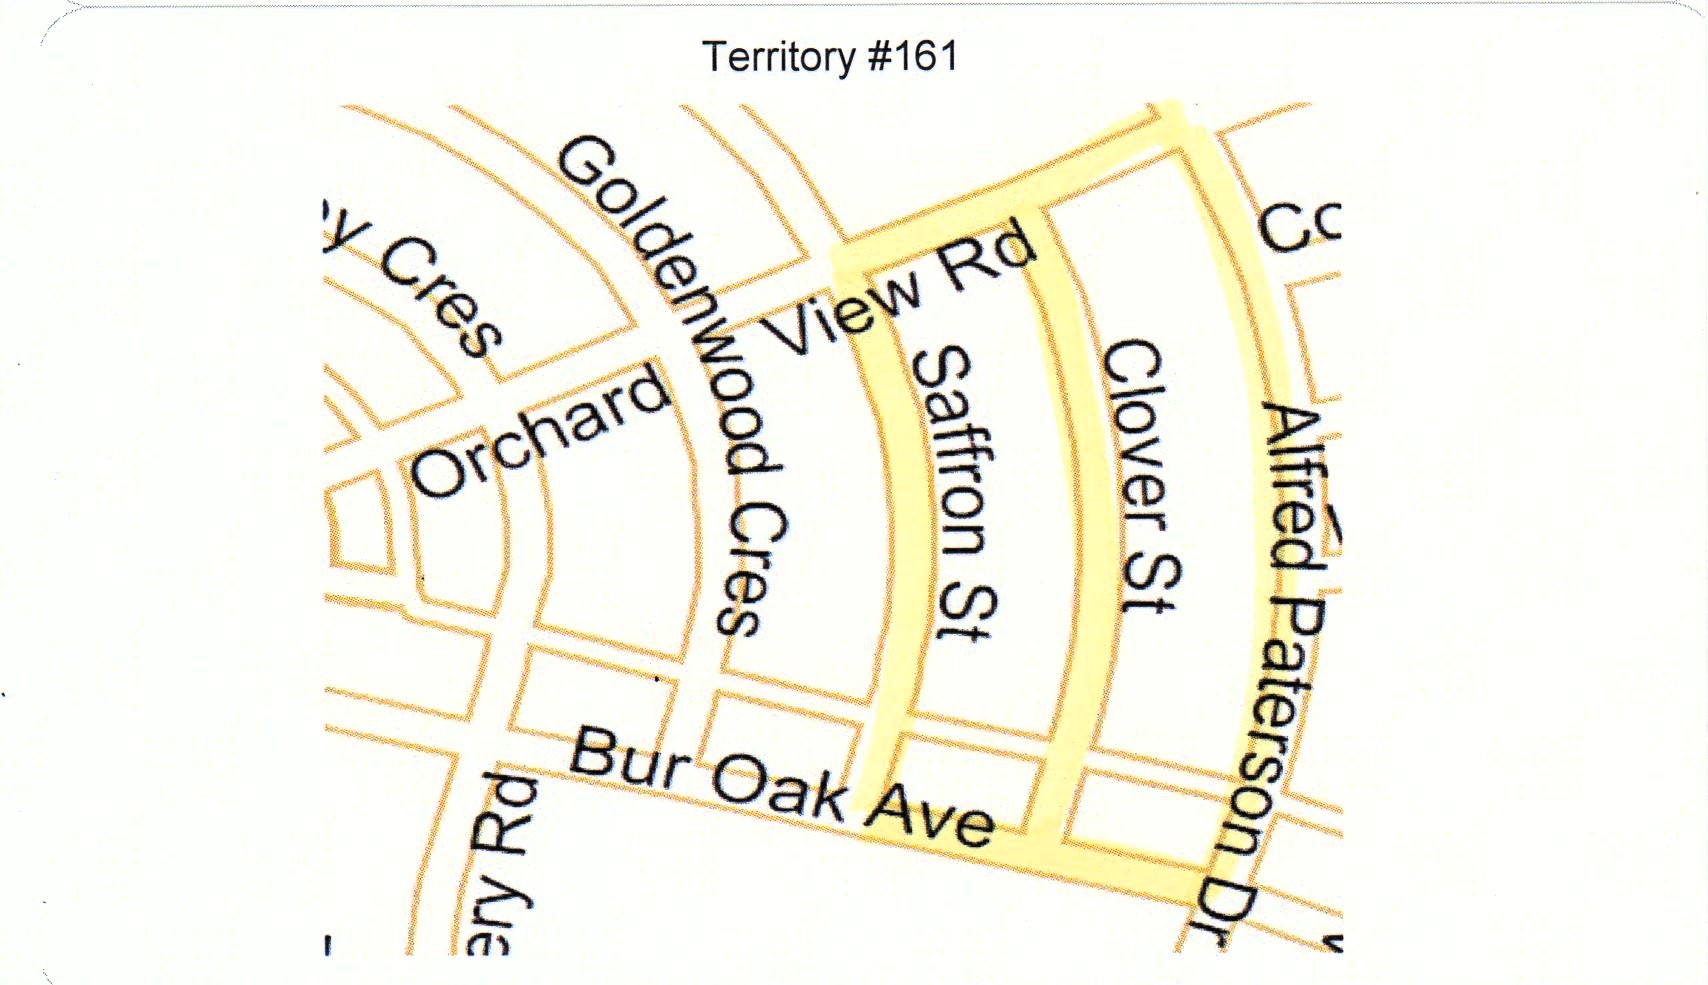 Territory #161
Goldenwood Cres
y Cres
Orchard View Rd
Saffron St
Clover St
Alfred Paterson Dr
Bur Oak Ave
ery Rd